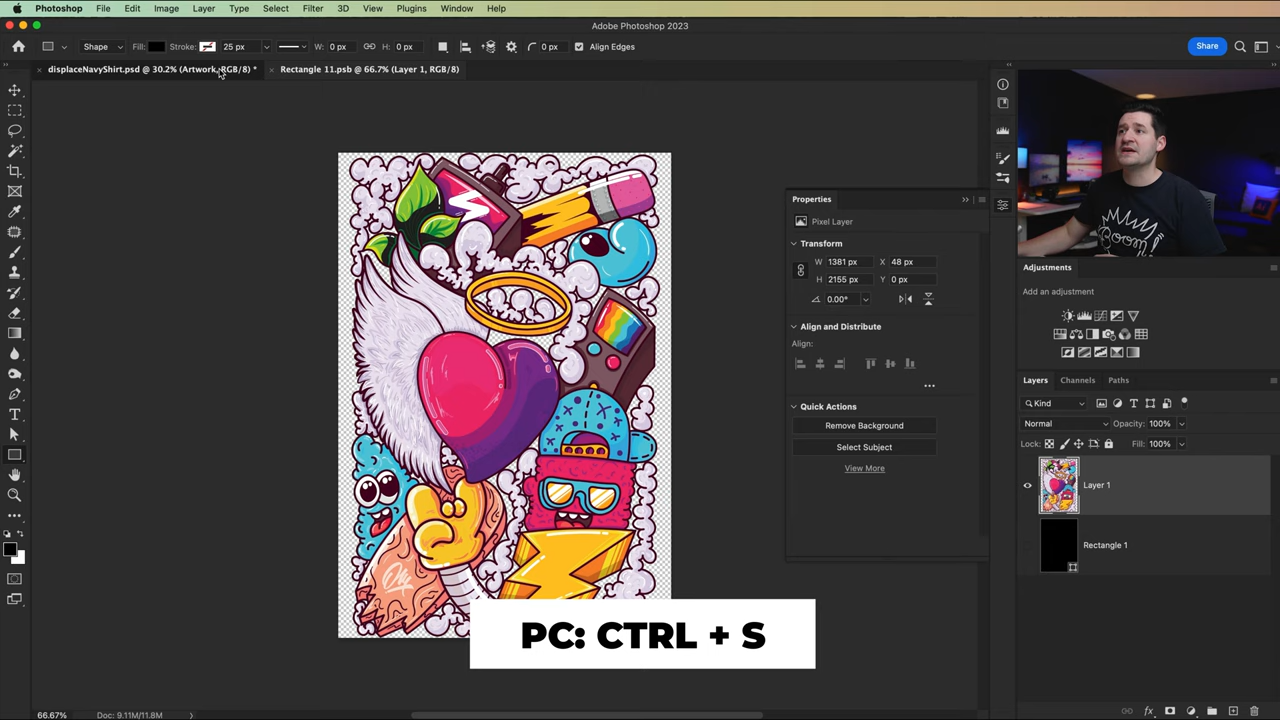 Photoshop File Edit Image Layer Type Select Filter 3D View Plugins Window Help
Adobe Photoshop 2023
Shape Fill: Stroke: 25 px W: 0 px H: 0 px 0 px Align Edges Share
displaceNavyShirt.psd @ 30.2% (Artwork, RGB/8) * Rectangle 11.psb @ 66.7% (Layer 1, RGB/8)
Boom
Properties
Pixel Layer
Transform
W 1381 px X 48 px
H 2155 px Y 0 px
0.00°
Align and Distribute
Align:
Quick Actions
Remove Background
Select Subject
View More
Adjustments
Add an adjustment
Layers Channels Paths
Kind
Normal Opacity: 100%
Lock: Fill: 100%
Layer 1
Rectangle 1
PC: CTRL + S
66.67% Doc: 9.11M/11.8M